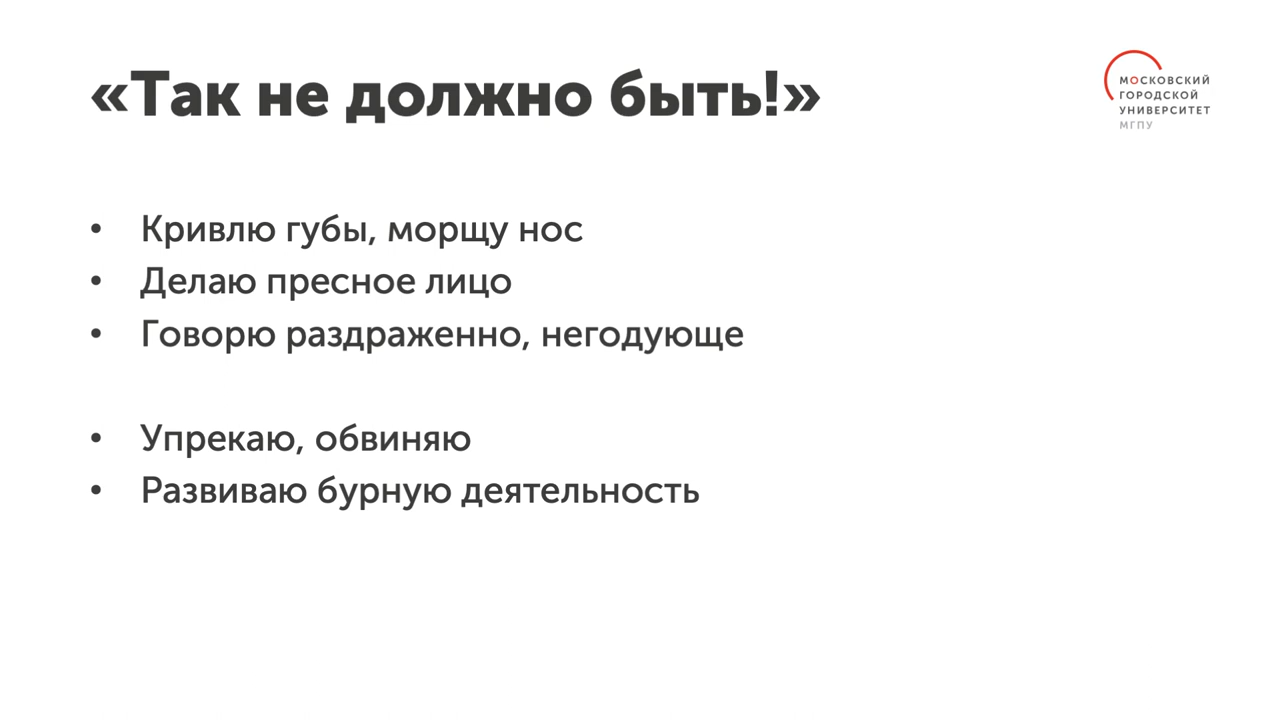 «Так не должно быть!»
МОСКОВСКИЙ
ГОРОДСКОЙ
УНИВЕРСИТЕТ
МГПУ
• Кривлю губы, морщу нос
• Делаю пресное лицо
• Говорю раздраженно, негодующе
• Упрекаю, обвиняю
• Развиваю бурную деятельность